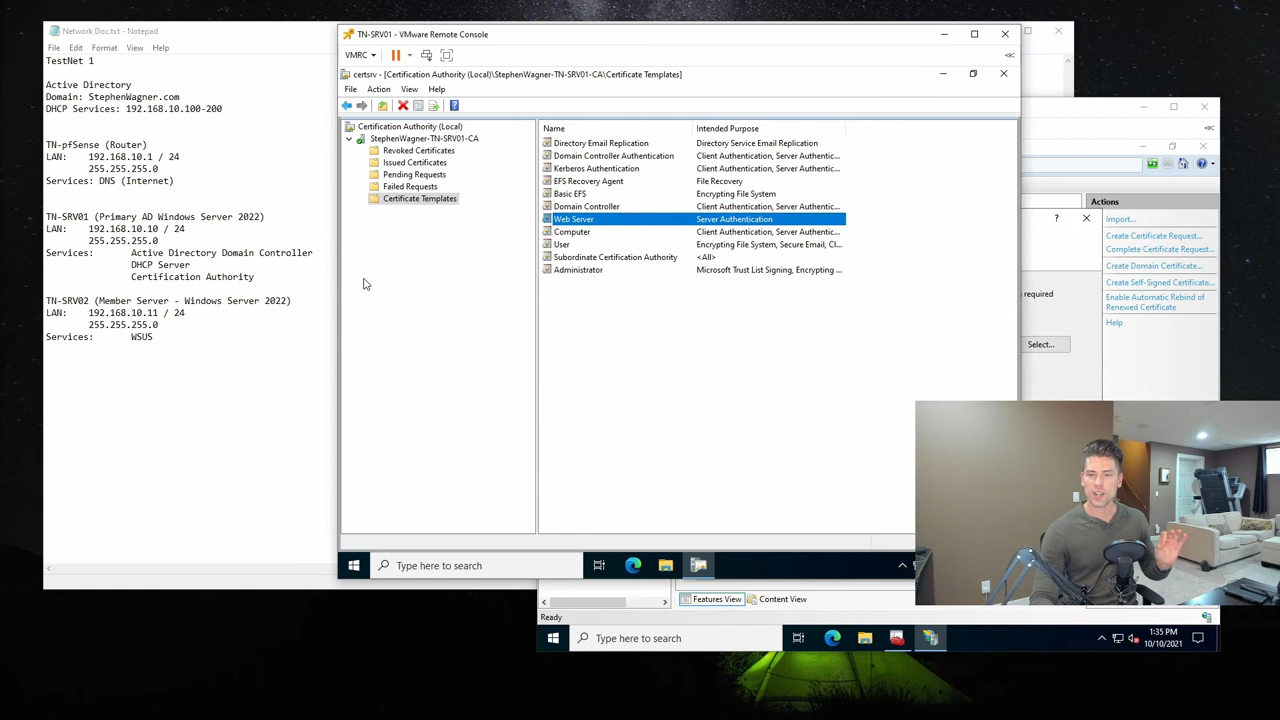 Network Doc.txt - Notepad
File Edit Format View Help
TestNet 1
Active Directory
Domain: StephenWagner.com
DHCP Services: 192.168.10.100-200
TN-pfSense (Router)
LAN: 192.168.10.1 / 24
255.255.255.0
Services: DNS (Internet)
TN-SRV01 (Primary AD Windows Server 2022)
LAN: 192.168.10.10 / 24
255.255.255.0
Services: Active Directory Domain Controller
DHCP Server
Certification Authority
TN-SRV02 (Member Server - Windows Server 2022)
LAN: 192.168.10.11 / 24
255.255.255.0
Services: WSUS
TN-SRV01 - VMware Remote Console
VMRC
certsrv - [Certification Authority (Local)\StephenWagner-TN-SRV01-CA\Certificate Templates]
File Action View Help
Certification Authority (Local)
StephenWagner-TN-SRV01-CA
Revoked Certificates
Issued Certificates
Pending Requests
Failed Requests
Certificate Templates
Name Intended Purpose
Directory Email Replication Directory Service Email Replication
Domain Controller Authentication Client Authentication, Server Authentic...
Kerberos Authentication Client Authentication, Server Authentic...
EFS Recovery Agent File Recovery
Basic EFS Encrypting File System
Domain Controller Client Authentication, Server Authentic...
Web Server Server Authentication
Computer Client Authentication, Server Authentic...
User Encrypting File System, Secure Email, Cl...
Subordinate Certification Authority <All>
Administrator Microsoft Trust List Signing, Encrypting ...
Type here to search
Actions
Import...
Create Certificate Request...
Complete Certificate Request...
Create Domain Certificate...
Create Self-Signed Certificate...
Enable Automatic Rebind of
Renewed Certificate
Help
s required
Select...
Features View Content View
Ready
Type here to search
1:35 PM
10/10/2021